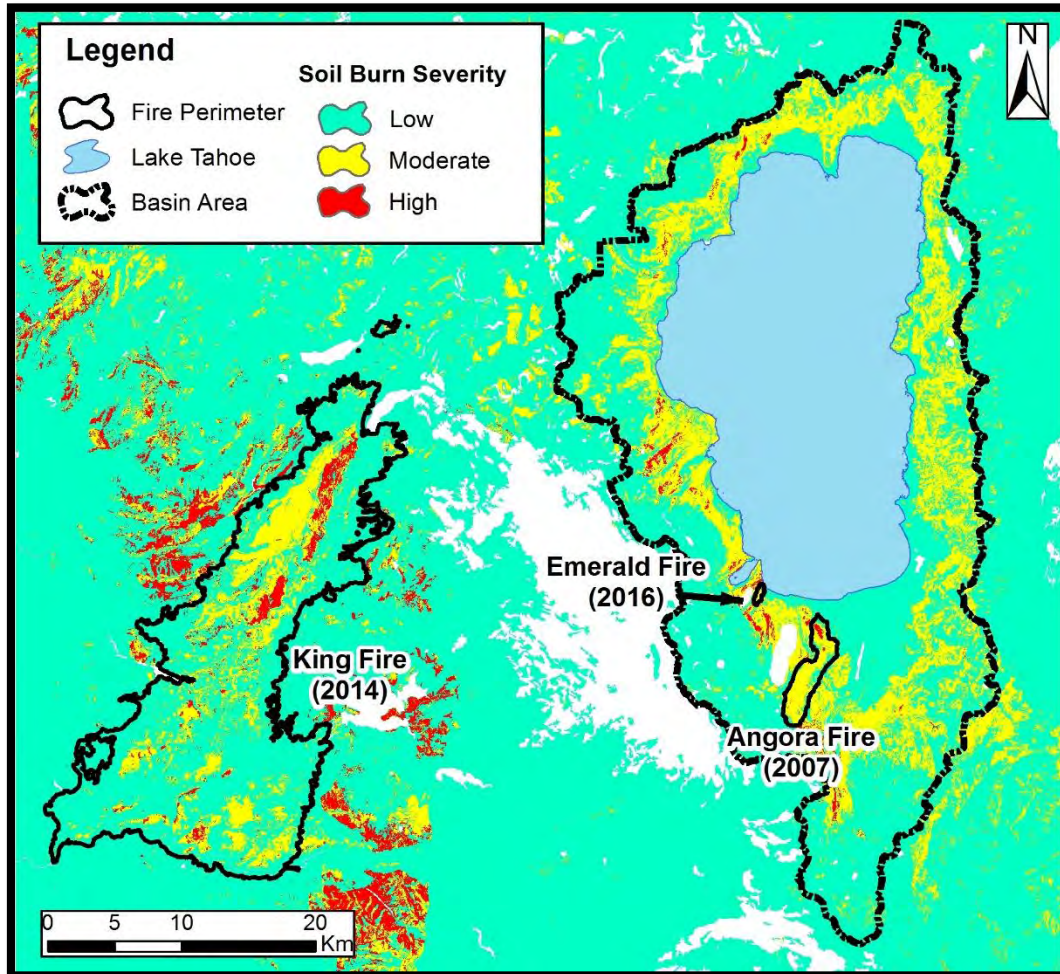 Legend
Fire Perimeter
Lake Tahoe
Basin Area
Soil Burn Severity
Low
Moderate
High
N
Emerald Fire
(2016)
King Fire
(2014)
Angora Fire
(2007)
0 5 10 20
Km